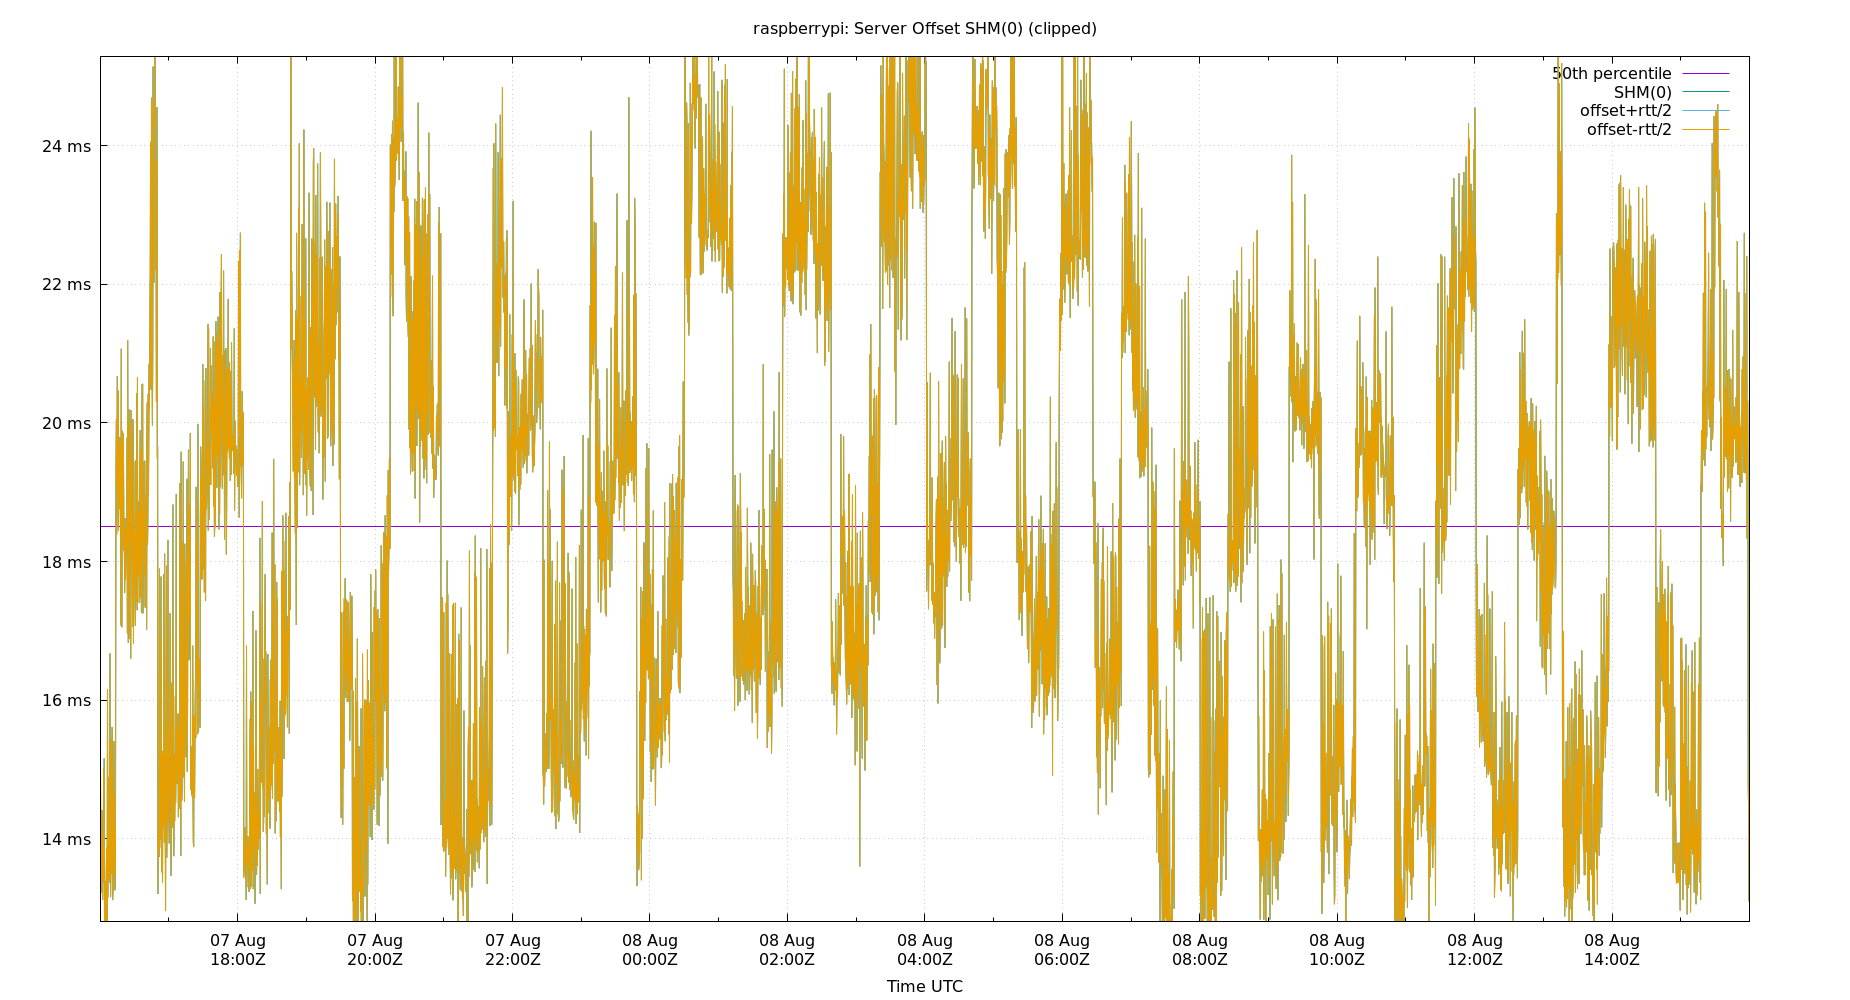 raspberrypi: Server Offset SHM(0) (clipped)
50th percentile
SHM(0)
offset+rtt/2
offset-rtt/2
24 ms
22 ms
20 ms
18 ms
16 ms
14 ms
07 Aug 07 Aug 07 Aug 08 Aug 08 Aug 08 Aug 08 Aug 08 Aug 08 Aug 08 Aug 08 Aug
18:00Z 20:00Z 22:00Z 00:00Z 02:00Z 04:00Z 06:00Z 08:00Z 10:00Z 12:00Z 14:00Z
Time UTC